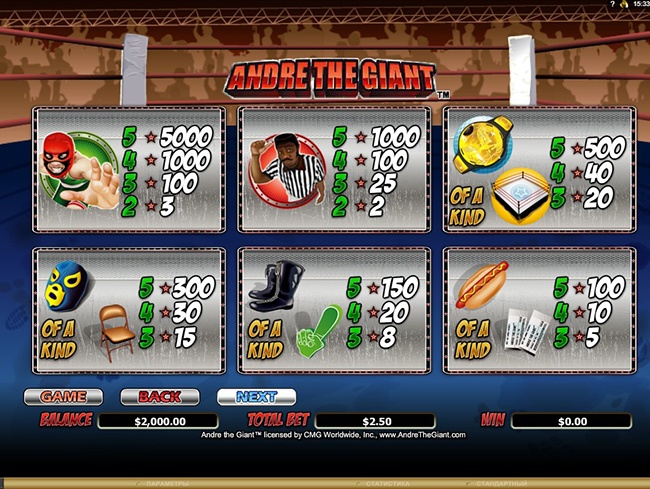 ? 15:33
ANDRE THE GIANT™
5 ★ 5000
4 ★ 1000
3 ★ 100
2 ★ 3
5 ★ 1000
4 ★ 100
3 ★ 25
2 ★ 2
5 ★ 500
4 ★ 40
3 ★ 20
OF A
KIND
5 ★ 300
4 ★ 30
3 ★ 15
OF A
KIND
5 ★ 150
4 ★ 20
3 ★ 8
OF A
KIND
5 ★ 100
4 ★ 10
3 ★ 5
OF A
KIND
GAME BACK NEXT
BALANCE $2,000.00 TOTAL BET $2.50 WIN $0.00
Andre the Giant™ licensed by CMG Worldwide, Inc., www.AndreTheGiant.com
ПАРАМЕТРЫ СТАТИСТИКА СТАНДАРТНЫЙ